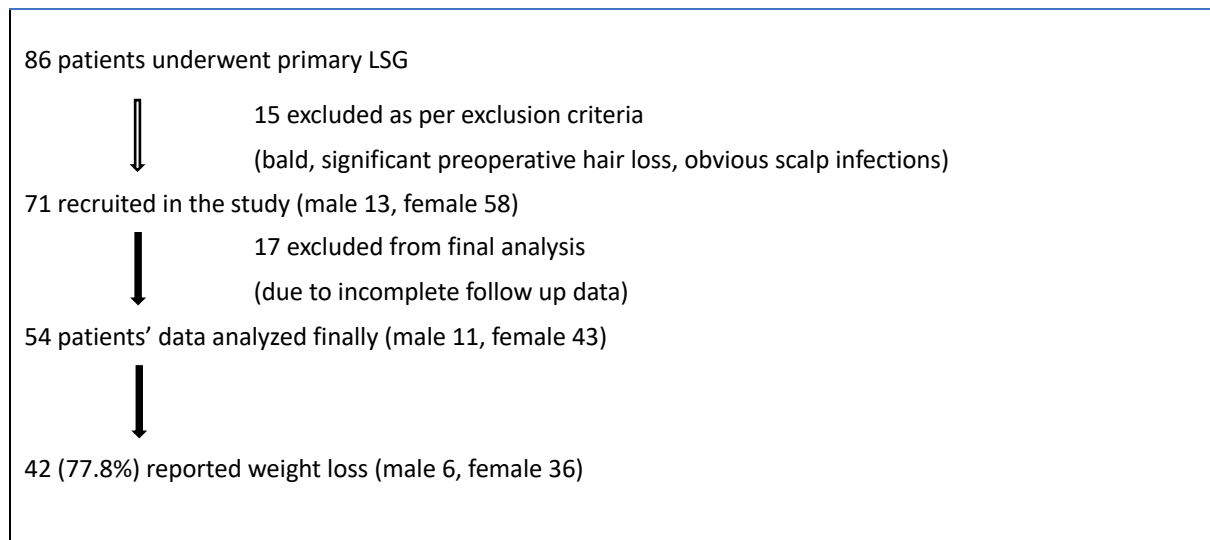 86 patients underwent primary LSG
15 excluded as per exclusion criteria
(bald, significant preoperative hair loss, obvious scalp infections)
71 recruited in the study (male 13, female 58)
17 excluded from final analysis
(due to incomplete follow up data)
54 patients’ data analyzed finally (male 11, female 43)
42 (77.8%) reported weight loss (male 6, female 36)